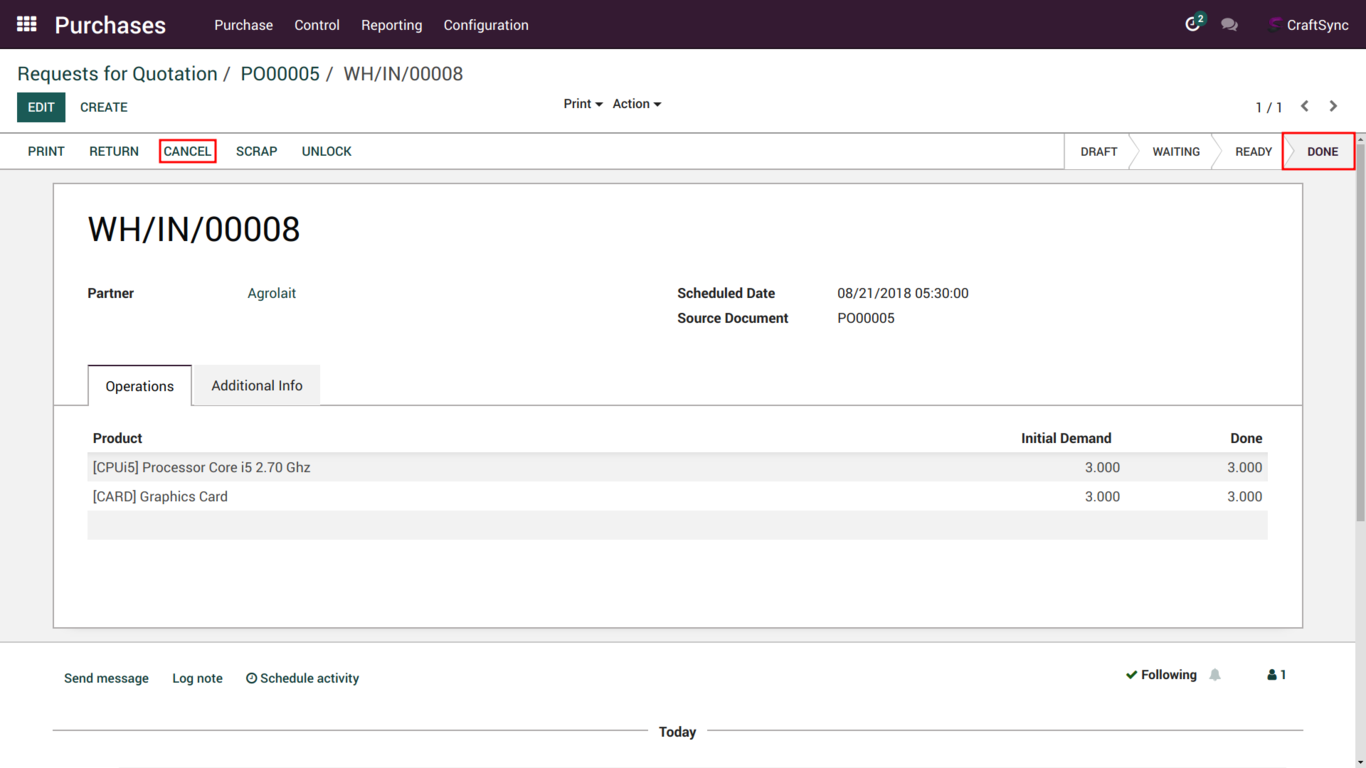 Purchases Purchase Control Reporting Configuration 2 CraftSync
Requests for Quotation / PO00005 / WH/IN/00008
EDIT CREATE Print Action 1 / 1
PRINT RETURN CANCEL SCRAP UNLOCK DRAFT WAITING READY DONE
WH/IN/00008
Partner Agrolait Scheduled Date 08/21/2018 05:30:00
Source Document PO00005
Operations Additional Info
Product Initial Demand Done
[CPUi5] Processor Core i5 2.70 Ghz 3.000 3.000
[CARD] Graphics Card 3.000 3.000
Send message Log note Schedule activity Following 1
Today